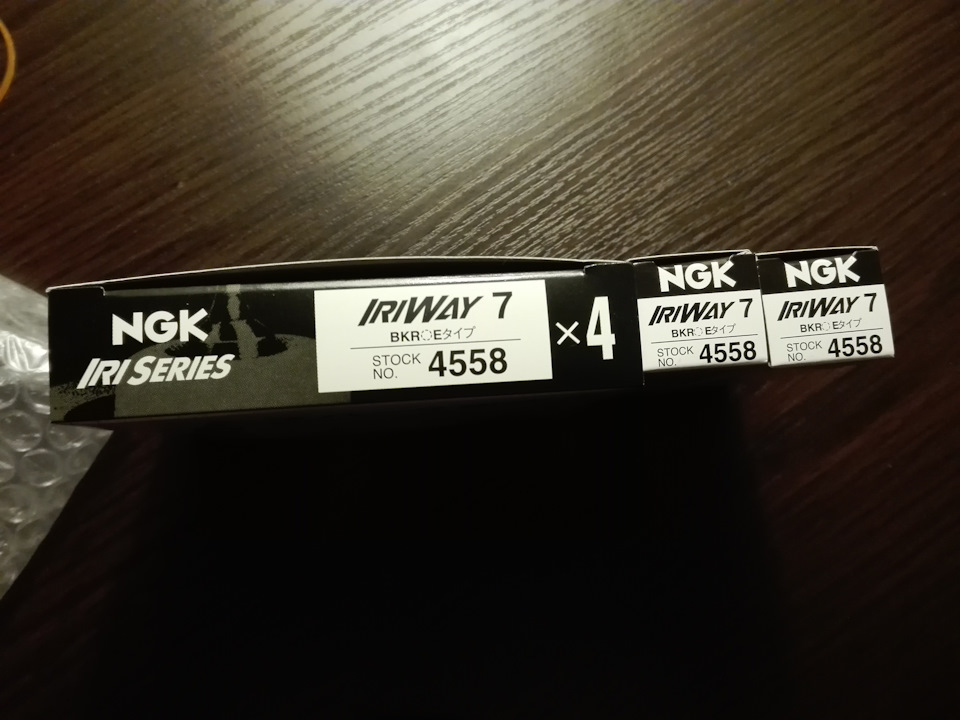 NGK
IRI SERIES
IRIWAY 7
BKR◌Eタイプ
STOCK NO. 4558
×4
NGK
IRIWAY 7
BKR◌Eタイプ
STOCK NO. 4558
NGK
IRIWAY 7
BKR◌Eタイプ
STOCK NO. 4558